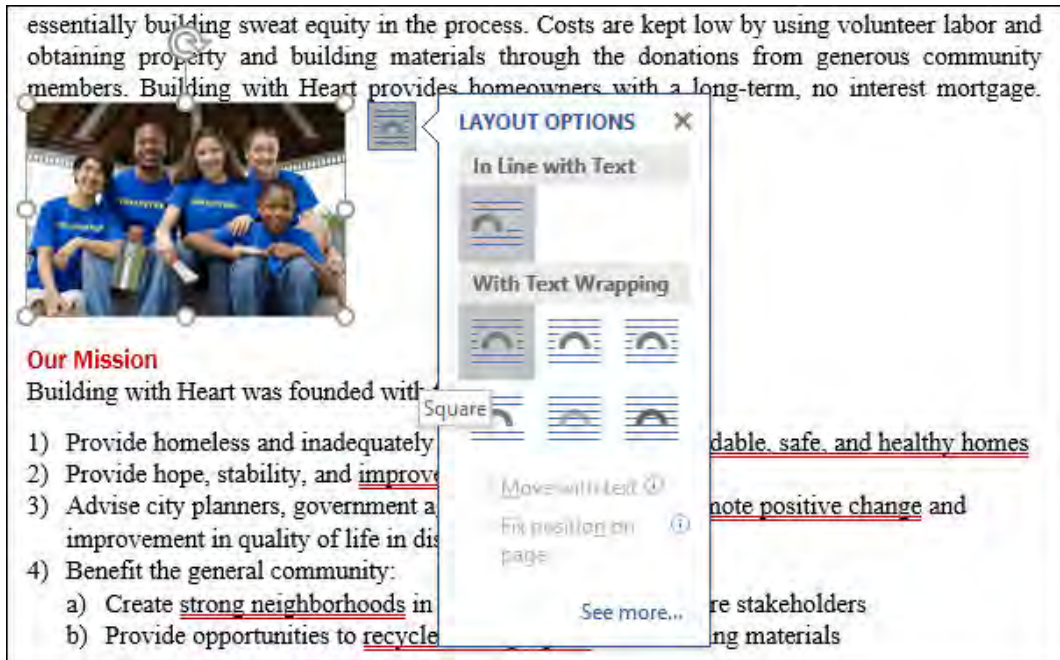 essentially building sweat equity in the process. Costs are kept low by using volunteer labor and
obtaining property and building materials through the donations from generous community
members. Building with Heart provides homeowners with a long-term, no interest mortgage.
LAYOUT OPTIONS
In Line with Text
With Text Wrapping
Square
Move with text
Fix position on
page
See more...
Our Mission
Building with Heart was founded with
1) Provide homeless and inadequately dable, safe, and healthy homes
2) Provide hope, stability, and improve
3) Advise city planners, government a note positive change and
improvement in quality of life in dis
4) Benefit the general community:
a) Create strong neighborhoods in re stakeholders
b) Provide opportunities to recycle ng materials